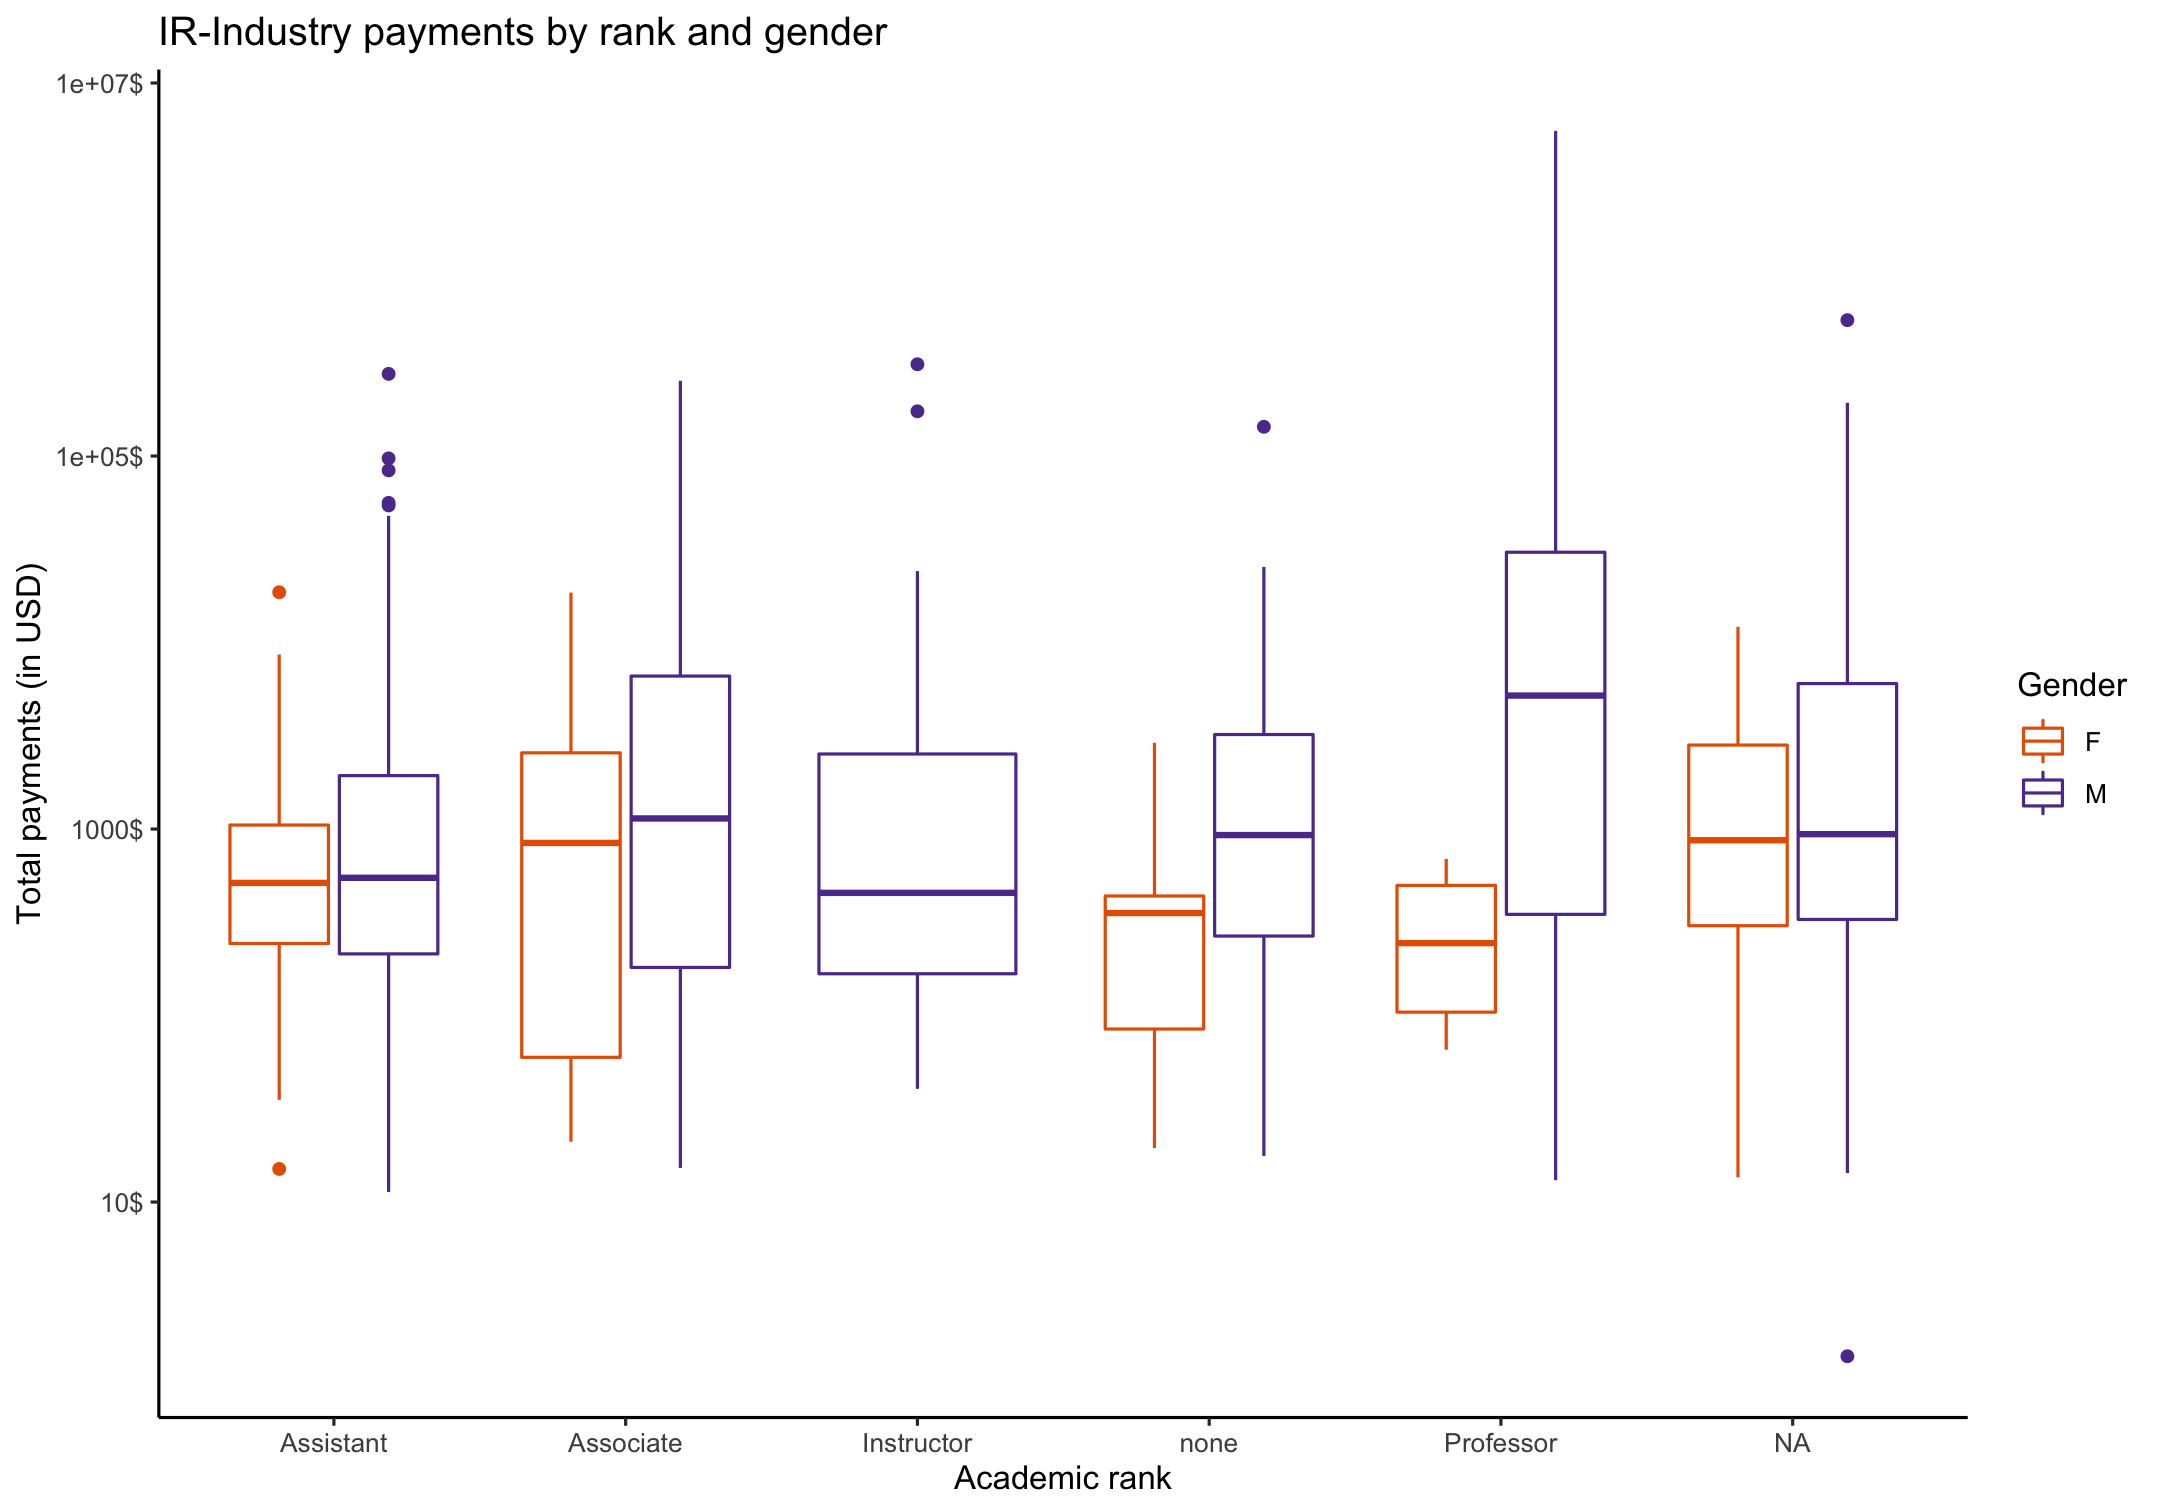 IR-Industry payments by rank and gender
1e+07$
1e+05$
1000$
10$
Total payments (in USD)
Assistant
Associate
Instructor
none
Professor
NA
Academic rank
Gender
F
M